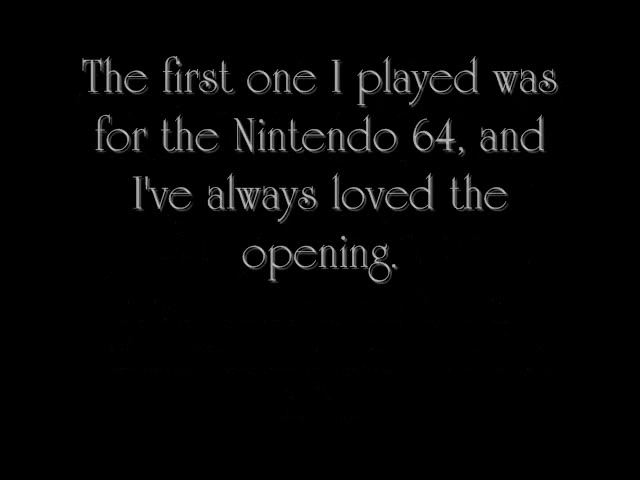 The first one I played was
for the Nintendo 64, and
I've always loved the
opening.